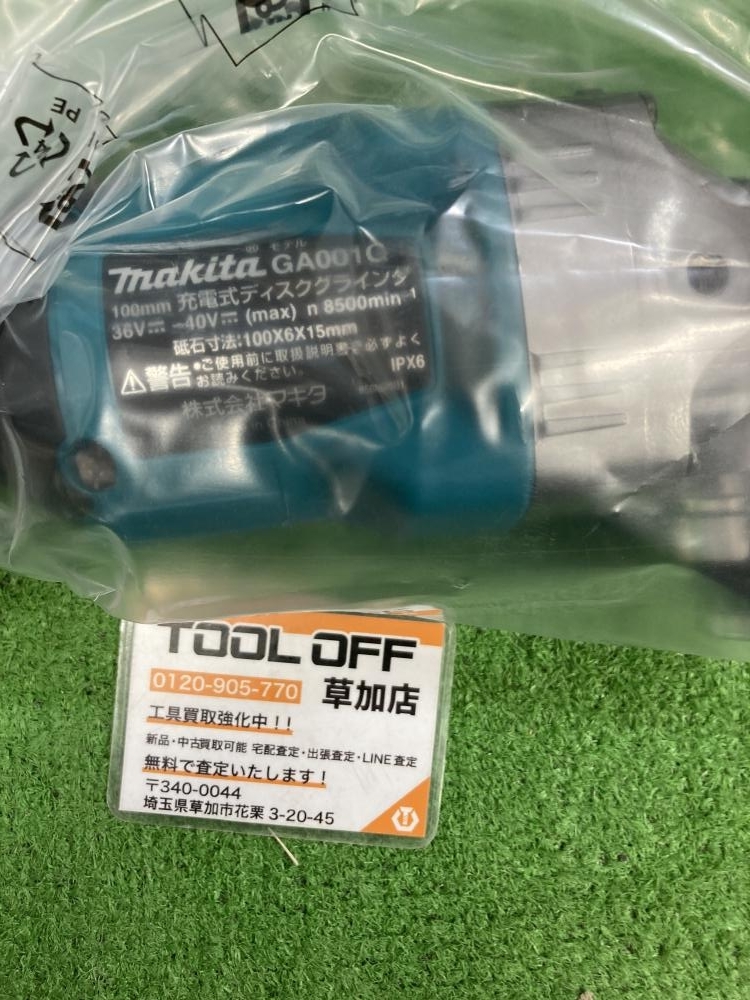 PE
® モデル
makita GA001G
100mm 充電式ディスクグラインダ
36V⎓ ~40V⎓ (max) n 8500min⁻¹
砥石寸法:100X6X15mm
⚠警告 •ご使用前に取扱説明書を必ずよく
お読みください。 IPX6
株式会社マキタ
TOOL OFF
0120-905-770 草加店
工具買取強化中!!
新品・中古買取可能 宅配査定・出張査定・LINE査定
無料で査定いたします!
〒340-0044
埼玉県草加市花栗 3-20-45